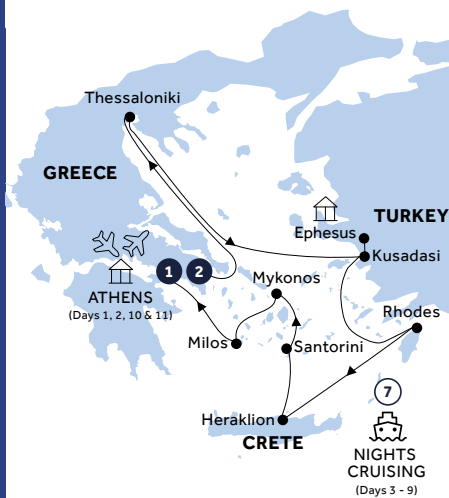 Thessaloniki
GREECE
Ephesus
TURKEY
Kusadasi
1
2
Mykonos
ATHENS
(Days 1, 2, 10 & 11)
Rhodes
Milos
Santorini
7
Heraklion
CRETE
NIGHTS
CRUISING
(Days 3 - 9)